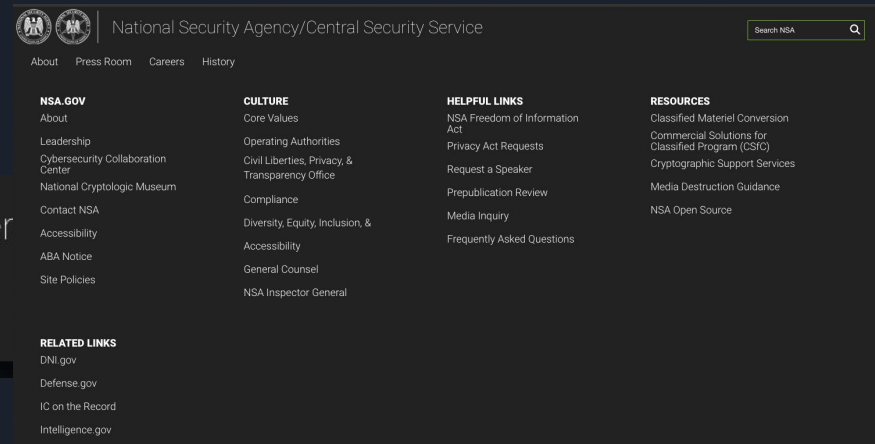 National Security Agency/Central Security Service
Search NSA
About Press Room Careers History
NSA.GOV
About
Leadership
Cybersecurity Collaboration
Center
National Cryptologic Museum
Contact NSA
Accessibility
ABA Notice
Site Policies
CULTURE
Core Values
Operating Authorities
Civil Liberties, Privacy, &
Transparency Office
Compliance
Diversity, Equity, Inclusion, &
Accessibility
General Counsel
NSA Inspector General
HELPFUL LINKS
NSA Freedom of Information
Act
Privacy Act Requests
Request a Speaker
Prepublication Review
Media Inquiry
Frequently Asked Questions
RESOURCES
Classified Materiel Conversion
Commercial Solutions for
Classified Program (CSfC)
Cryptographic Support Services
Media Destruction Guidance
NSA Open Source
RELATED LINKS
DNI.gov
Defense.gov
IC on the Record
Intelligence.gov